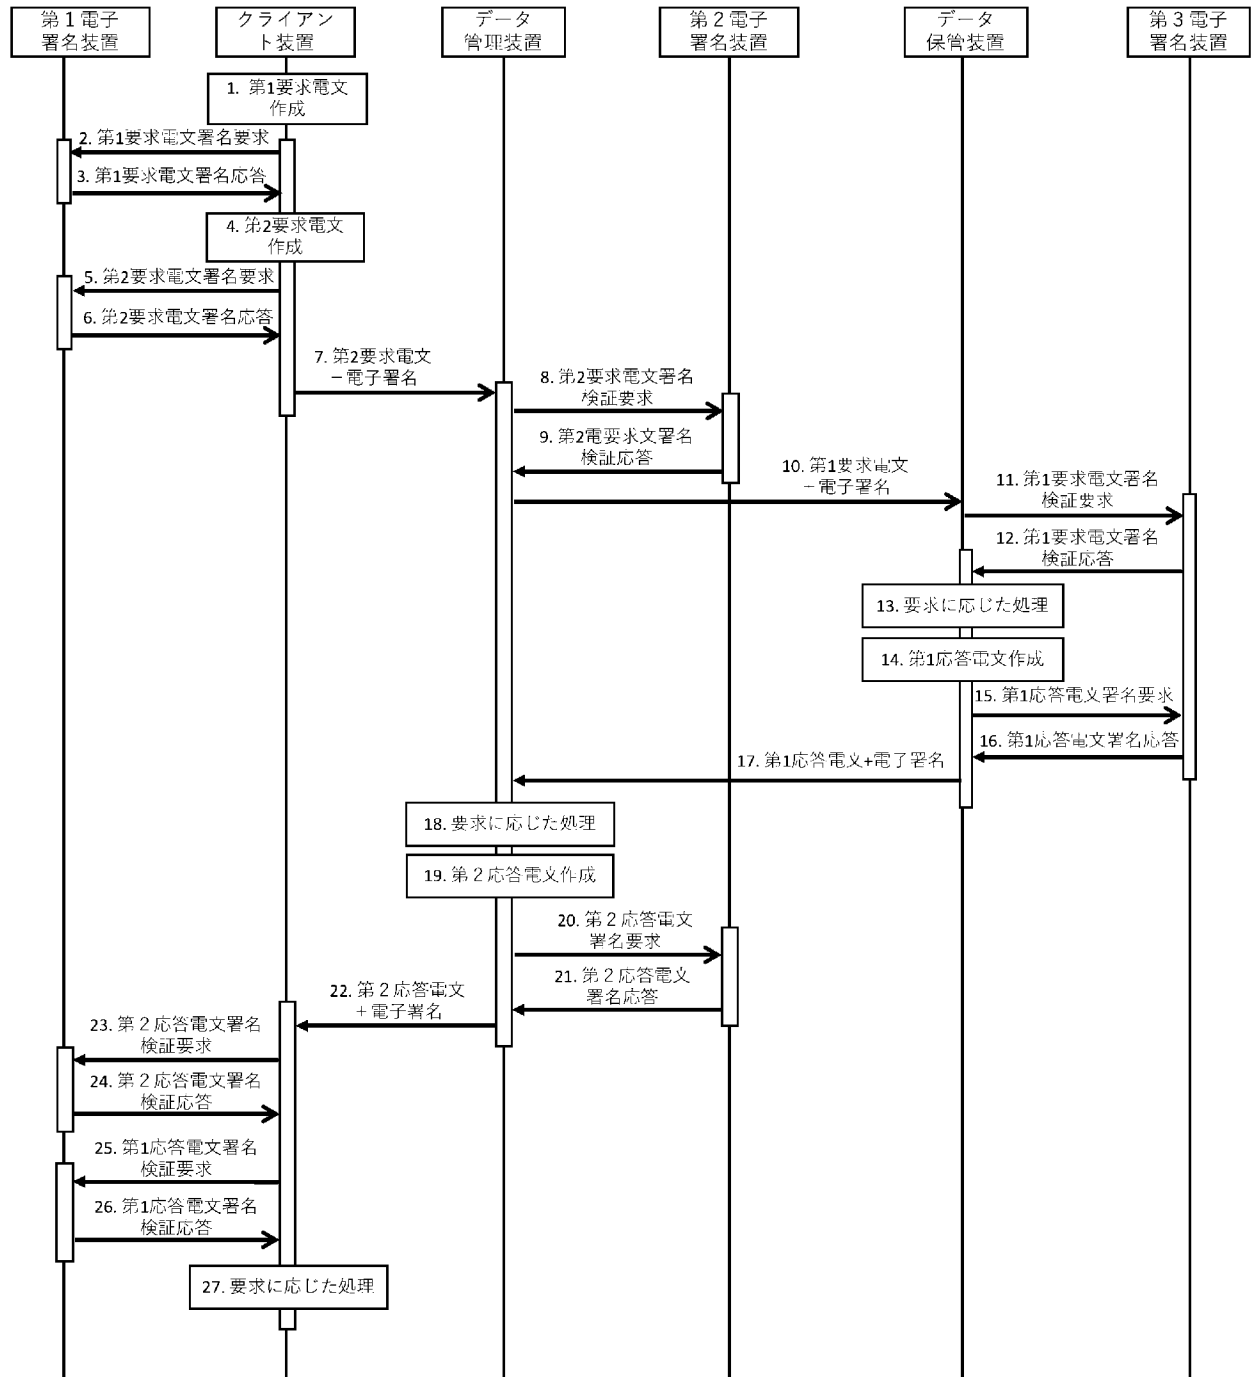 第１電子
署名装置
クライアン
ト装置
データ
管理装置
第２電子
署名装置
データ
保管装置
第３電子
署名装置
1. 第1要求電文
作成
2. 第1要求電文署名要求
3. 第1要求電文署名応答
4. 第2要求電文
作成
5. 第2要求電文署名要求
6. 第2要求電文署名応答
7. 第2要求電文
＋電子署名
8. 第2要求電文署名
検証要求
9. 第2電要求文署名
検証応答
10. 第1要求電文
＋電子署名
11. 第1要求電文署名
検証要求
12. 第1要求電文署名
検証応答
13. 要求に応じた処理
14. 第1応答電文作成
15. 第1応答電文署名要求
16. 第1応答電文署名応答
17. 第1応答電文+電子署名
18. 要求に応じた処理
19. 第２応答電文作成
20. 第２応答電文
署名要求
21. 第２応答電文
署名応答
22. 第２応答電文
＋電子署名
23. 第２応答電文署名
検証要求
24. 第２応答電文署名
検証応答
25. 第1応答電文署名
検証要求
26. 第1応答電文署名
検証応答
27. 要求に応じた処理